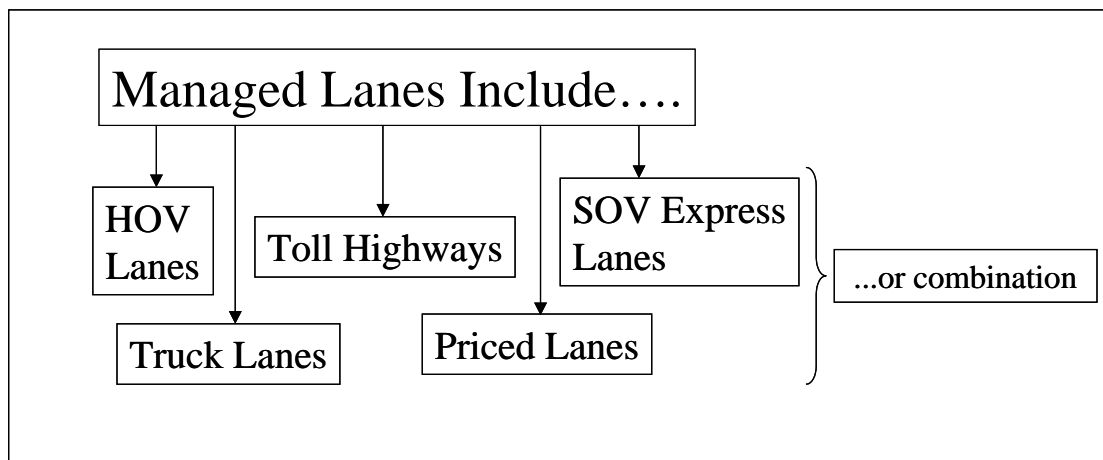 Managed Lanes Include….
HOV
Lanes
Truck Lanes
Toll Highways
Priced Lanes
SOV Express
Lanes
...or combination